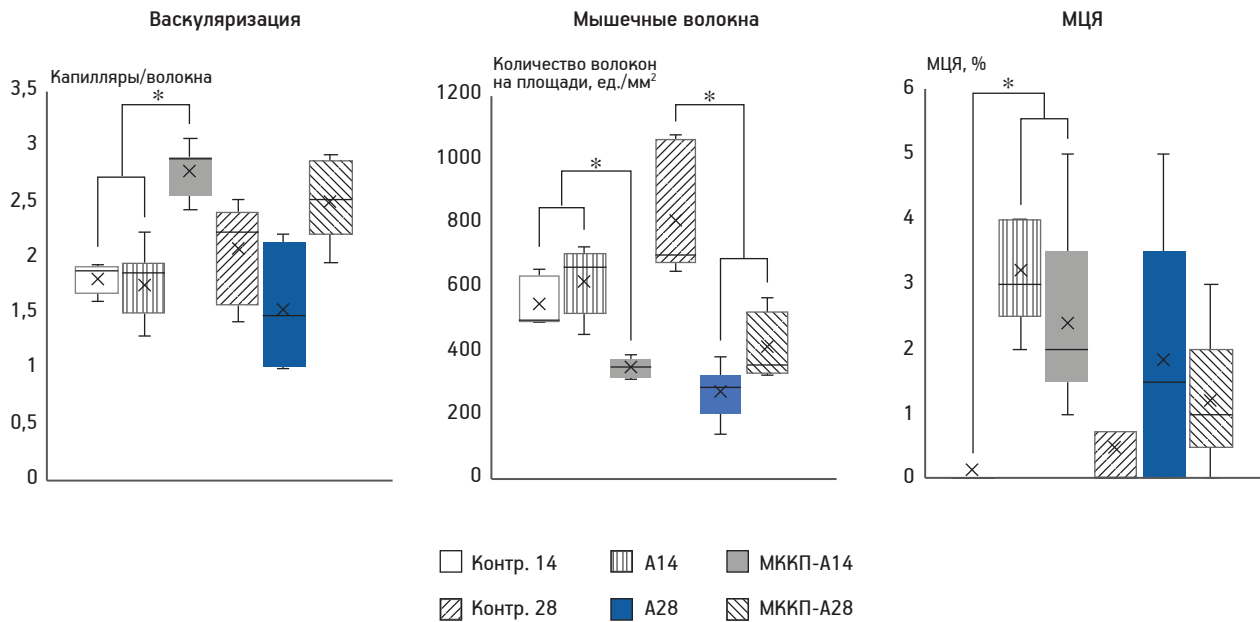 Васкуляризация
Капилляры/волокна
3,5
3
2,5
2
1,5
1
0,5
0
*
Мышечные волокна
Количество волокон
на площади, ед./мм²
1200
1000
800
600
400
200
0
*
*
МЦЯ
МЦЯ, %
6
5
4
3
2
1
0
*
Контр. 14 А14 МККП-А14
Контр. 28 А28 МККП-А28